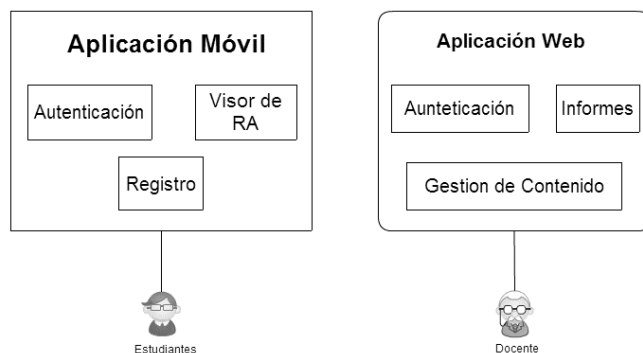 Aplicación Móvil
Autenticación
Visor de
RA
Registro
Estudiantes
Aplicación Web
Aunteticación
Informes
Gestion de Contenido
Docente